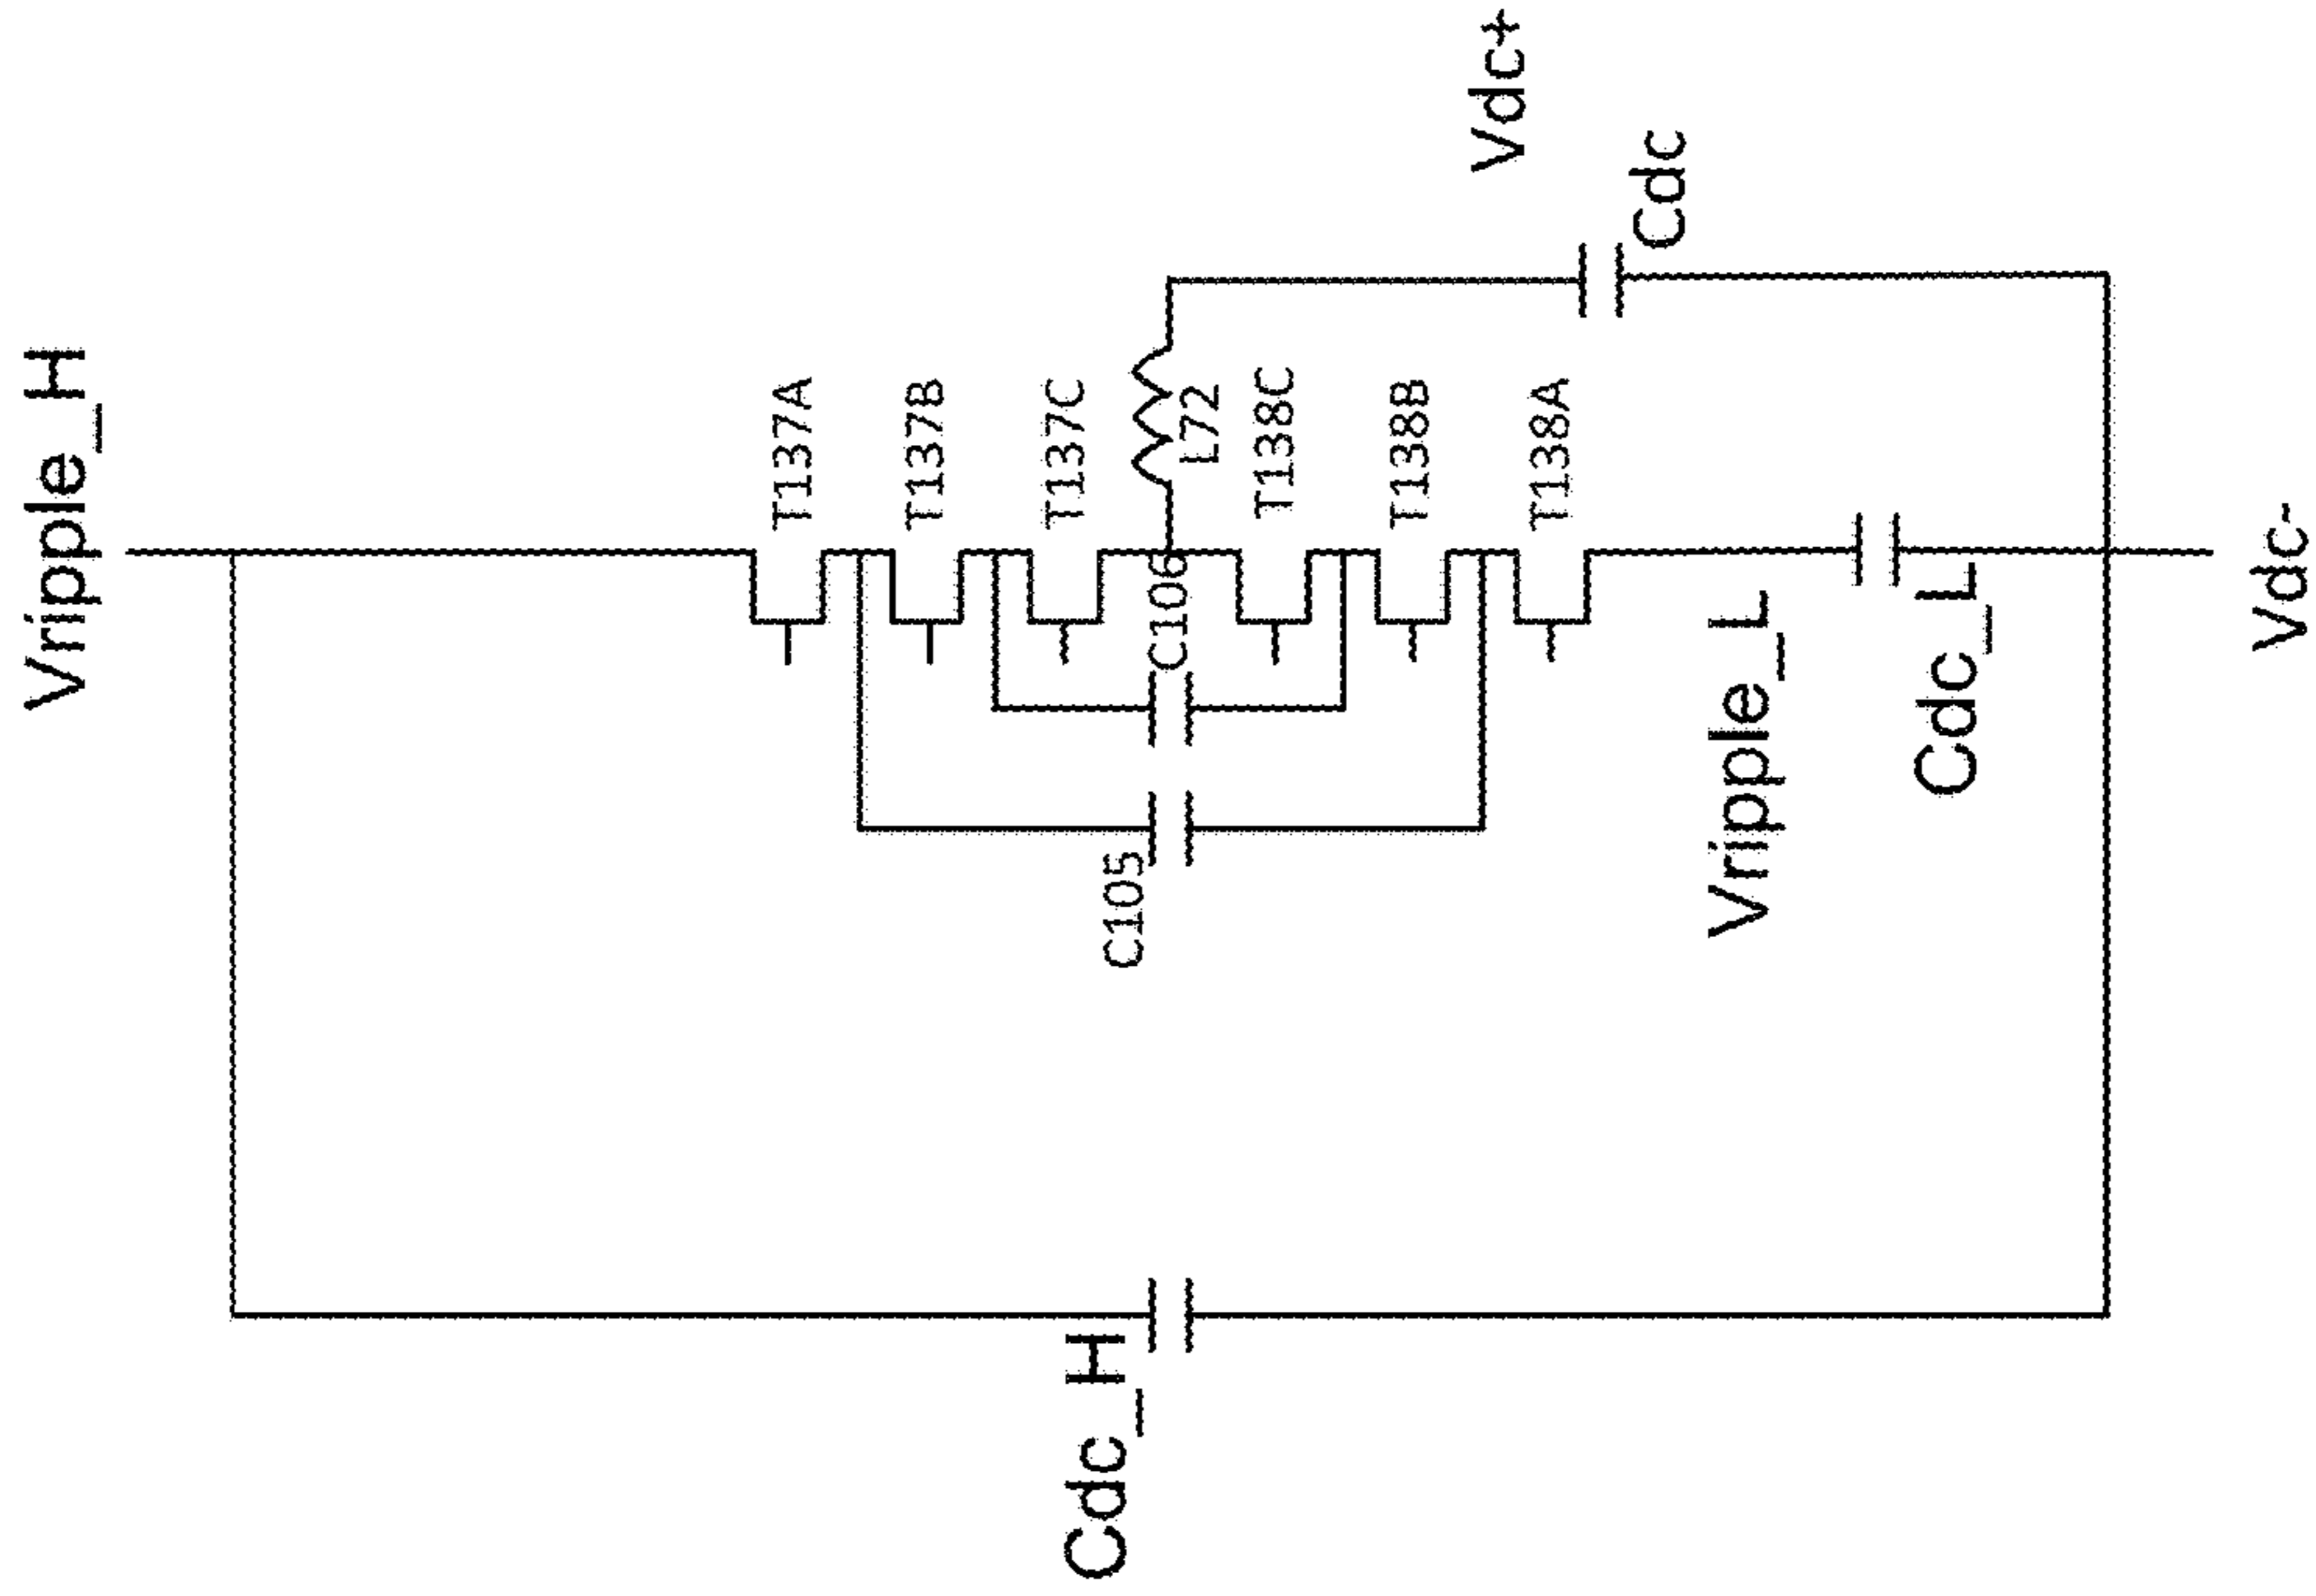 Vripple_H
T137A
T137B
T137C
L72
T138C
T138B
T138A
C106
C105
Vdc+
Cdc
Vripple_L
Cdc_L
Cdc_H
Vdc-